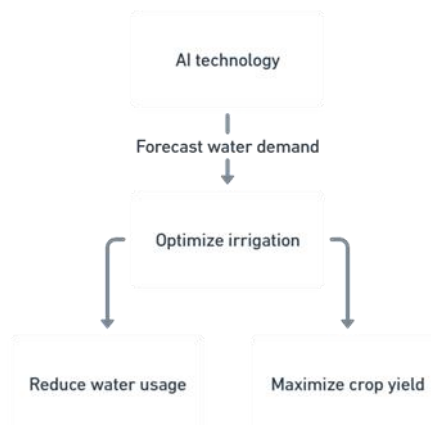 AI technology
Forecast water demand
Optimize irrigation
Reduce water usage
Maximize crop yield